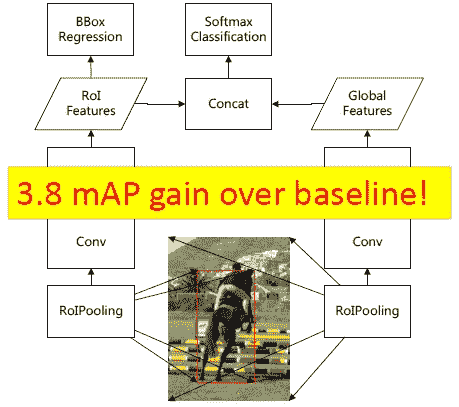 BBox
Regression
Softmax
Classification
RoI
Features
Concat
Global
Features
3.8 mAP gain over baseline!
Conv
Conv
RoIPooling
RoIPooling